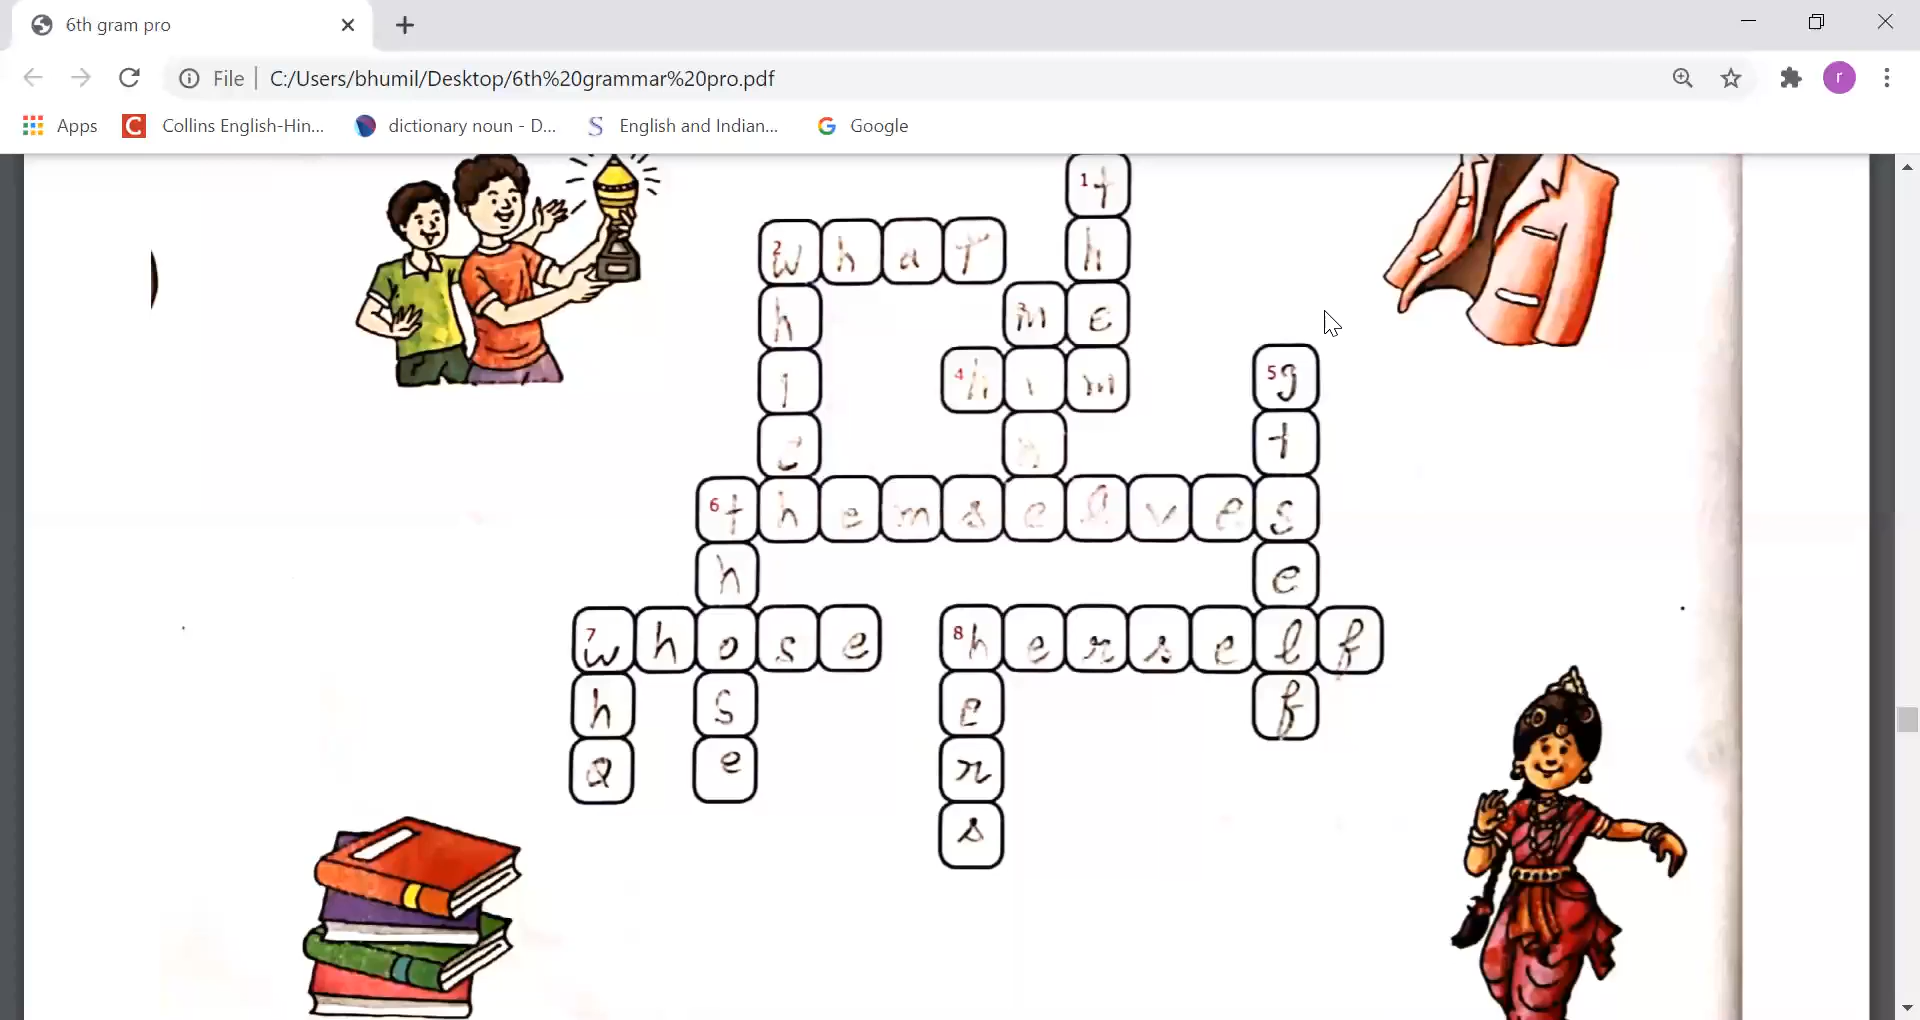 6th gram pro
File C:/Users/bhumil/Desktop/6th%20grammar%20pro.pdf
r
Apps Collins English-Hin... dictionary noun - D... English and Indian... Google
1 t
2 w h a t h
h m e
i 4 h i m 5 i
c n t
6 t h e m s e l v e s
h e
7 w h o s e 8 h e r s e l f
h s e f
o e r
s